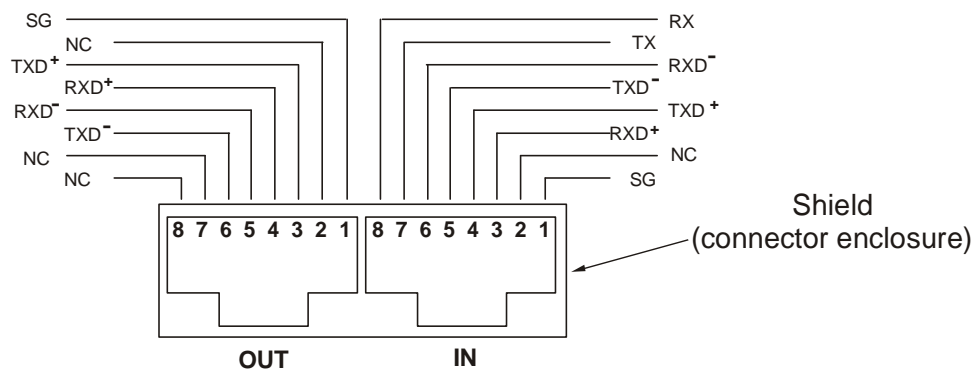 SG
NC
TXD+
RXD+
RXD-
TXD-
NC
NC
RX
TX
RXD-
TXD-
TXD+
RXD+
NC
SG
Shield
(connector enclosure)
8 7 6 5 4 3 2 1 8 7 6 5 4 3 2 1
OUT IN